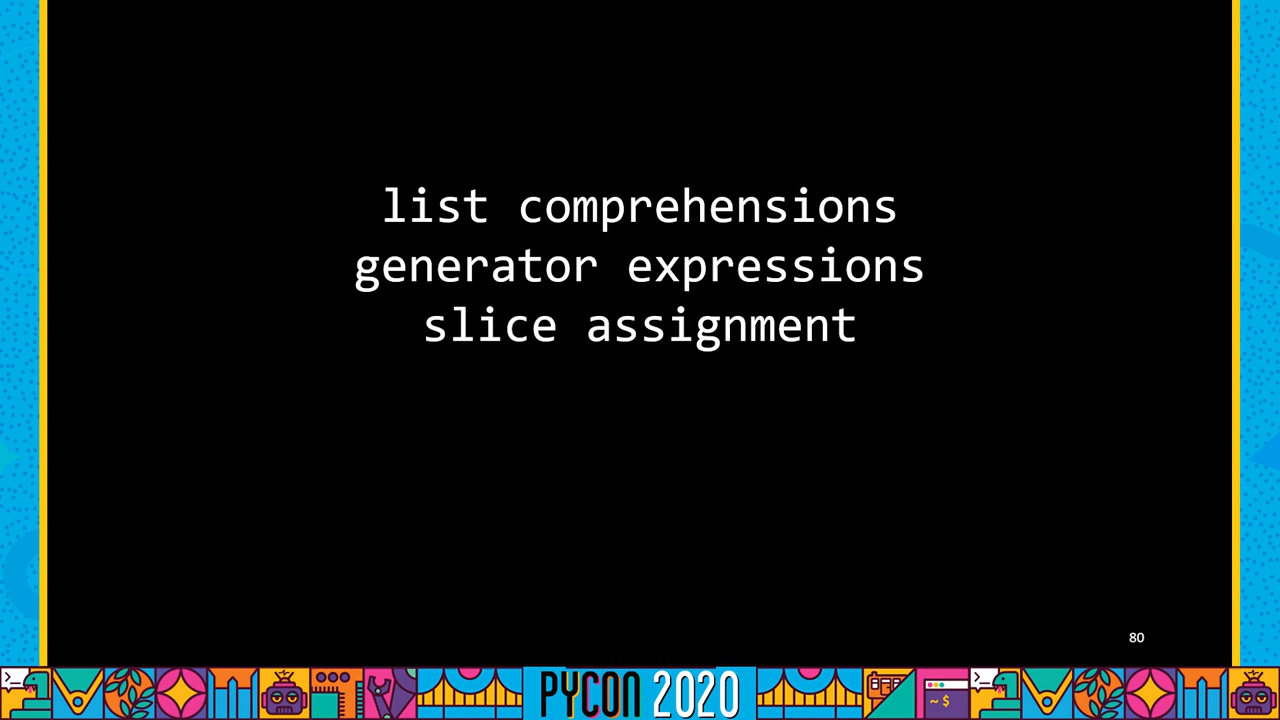 list comprehensions
generator expressions
slice assignment
80
PYCON 2020
~ $